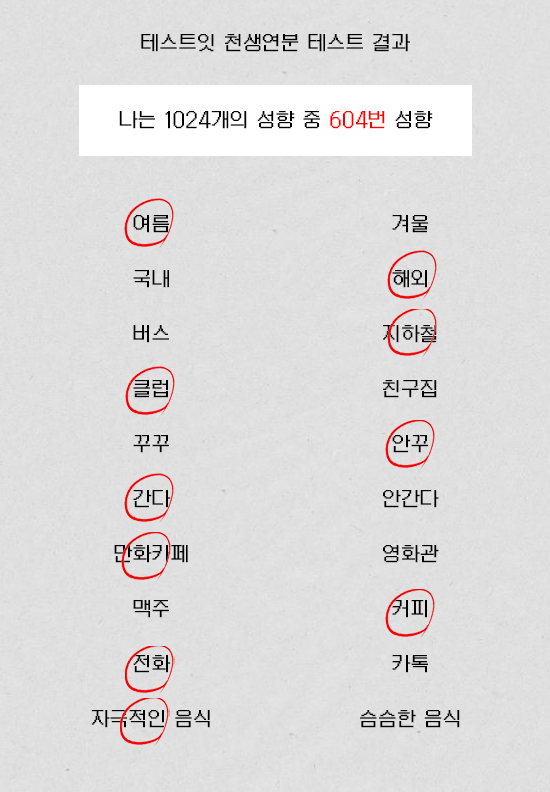 테스트잇 천생연분 테스트 결과
나는 1024개의 성향 중 604번 성향
여름 겨울
국내 해외
버스 지하철
클럽 친구집
꾸꾸 안꾸
간다 안간다
만화카페 영화관
맥주 커피
전화 카톡
자극적인 음식 슴슴한 음식